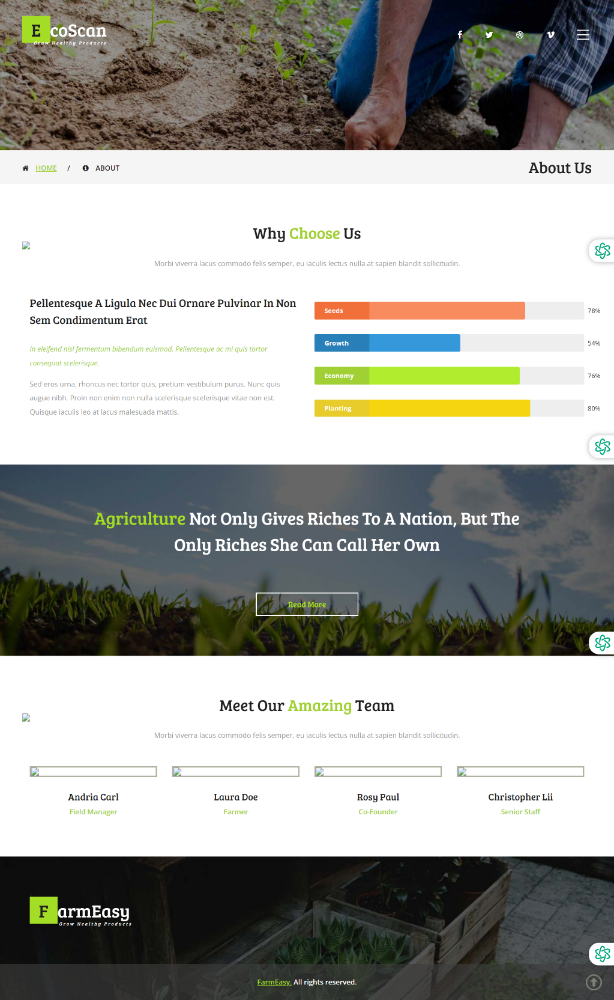 EcoScan
Grow Healthy Products
HOME / ABOUT
About Us
Why Choose Us
Morbi viverra lacus commodo felis semper, eu iaculis lectus nulla at sapien blandit sollicitudin.
Pellentesque A Ligula Nec Dui Ornare Pulvinar In Non
Sem Condimentum Erat
In eleifend nisl fermentum bibendum euismod. Pellentesque ac mi quis tortor
consequat scelerisque.
Sed eros urna, rhoncus nec tortor quis, pretium vestibulum purus. Nunc quis
augue nibh. Proin non enim non nulla scelerisque scelerisque vitae non est.
Quisque iaculis leo at lacus malesuada mattis.
Seeds 78%
Growth 54%
Economy 76%
Planting 80%
Agriculture Not Only Gives Riches To A Nation, But The
Only Riches She Can Call Her Own
Read More
Meet Our Amazing Team
Morbi viverra lacus commodo felis semper, eu iaculis lectus nulla at sapien blandit sollicitudin.
Andria Carl
Field Manager
Laura Doe
Farmer
Rosy Paul
Co-Founder
Christopher Lii
Senior Staff
FarmEasy
Grow Healthy Products
FarmEasy. All rights reserved.